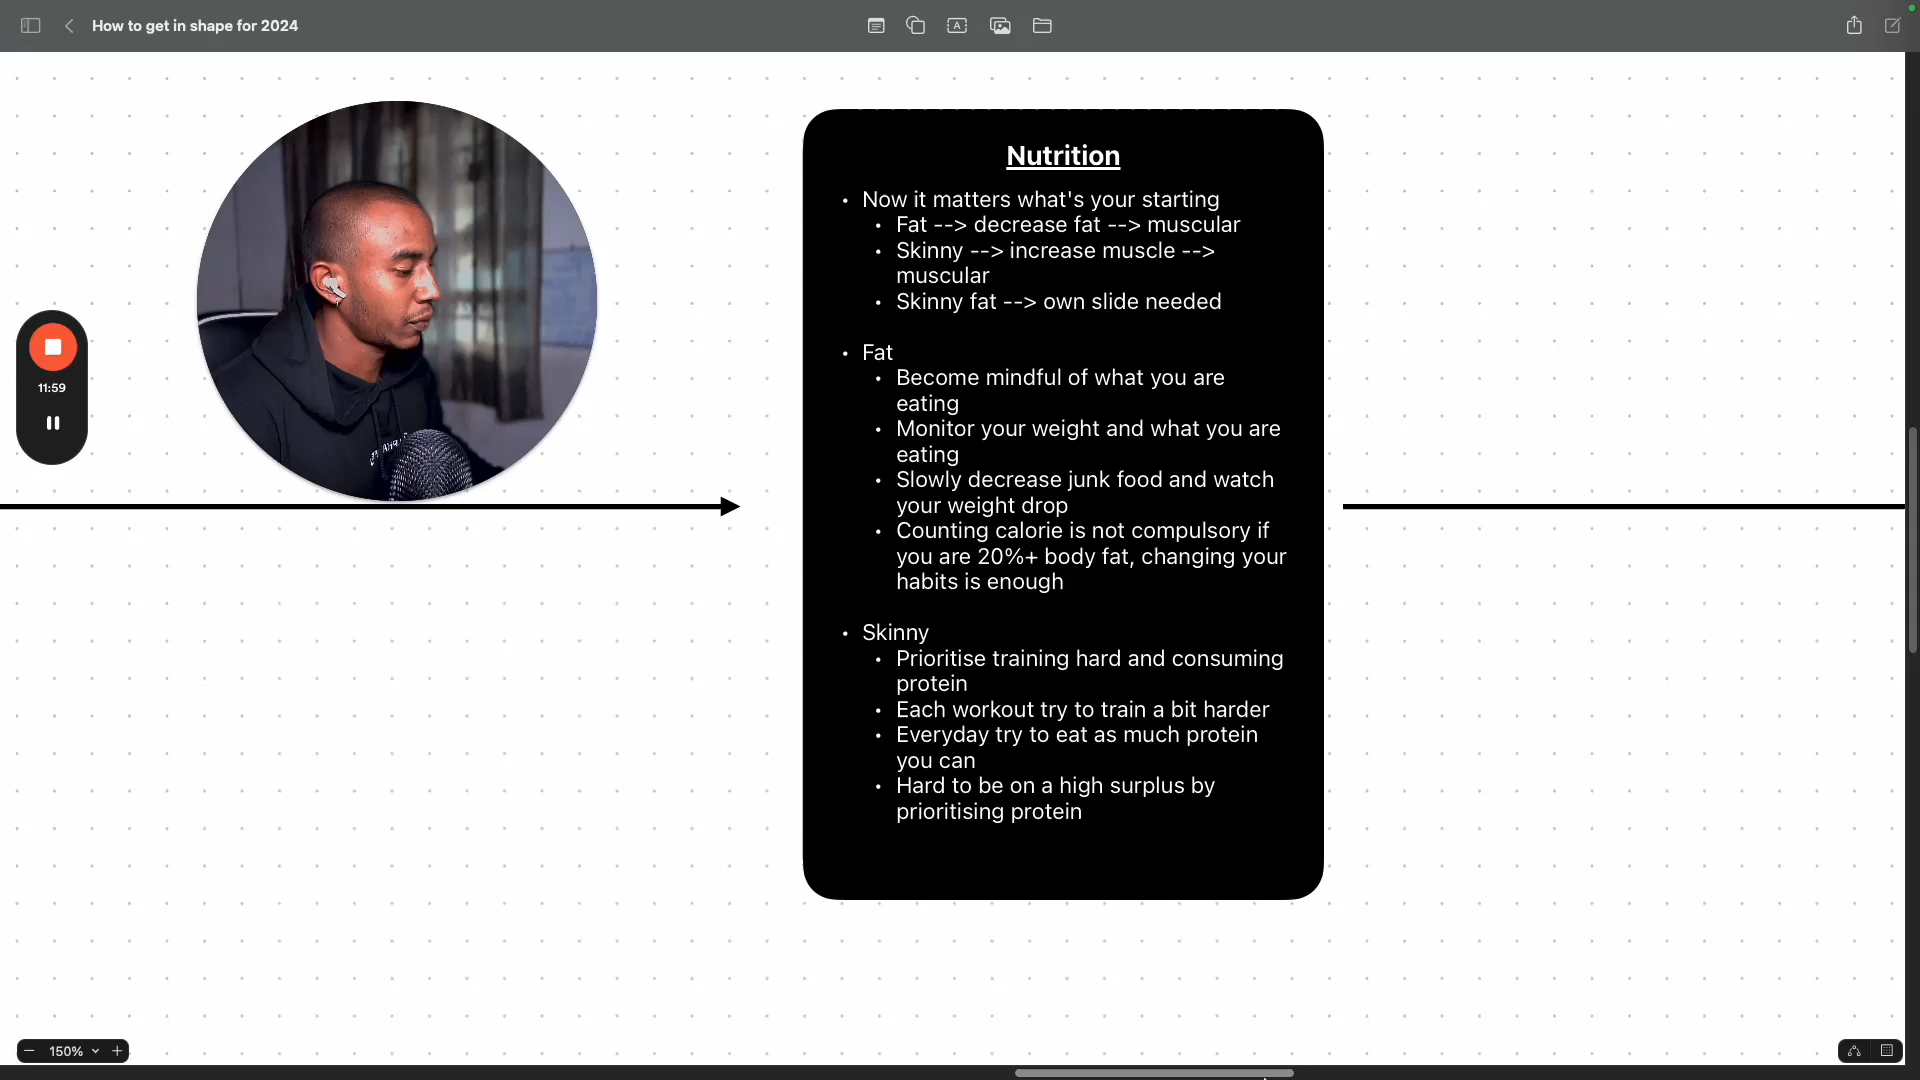 How to get in shape for 2024
Nutrition
• Now it matters what's your starting
• Fat --> decrease fat --> muscular
• Skinny --> increase muscle -->
muscular
• Skinny fat --> own slide needed
• Fat
• Become mindful of what you are
eating
• Monitor your weight and what you are
eating
• Slowly decrease junk food and watch
your weight drop
• Counting calorie is not compulsory if
you are 20%+ body fat, changing your
habits is enough
• Skinny
• Prioritise training hard and consuming
protein
• Each workout try to train a bit harder
• Everyday try to eat as much protein
you can
• Hard to be on a high surplus by
prioritising protein
11:59
150%